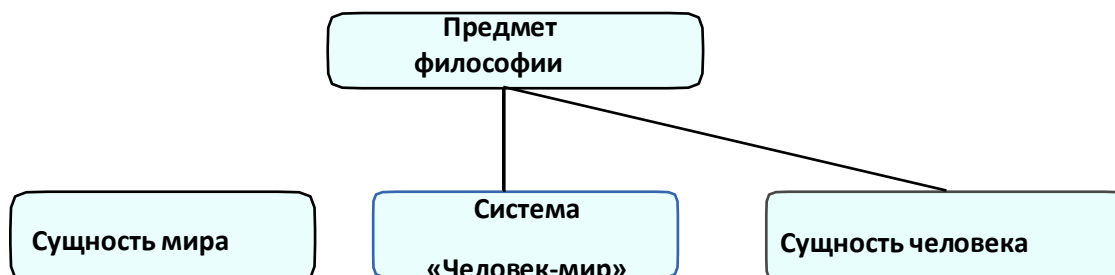 Предмет
философии
Сущность мира
Система
«Человек-мир»
Сущность человека